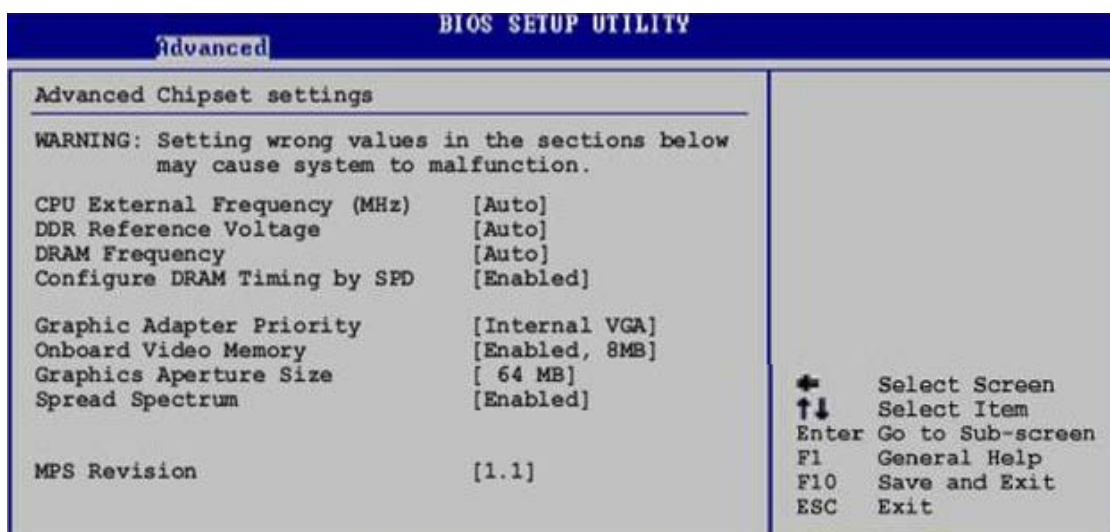 BIOS SETUP UTILITY
Advanced
Advanced Chipset settings
WARNING: Setting wrong values in the sections below
may cause system to malfunction.
CPU External Frequency (MHz) [Auto]
DDR Reference Voltage [Auto]
DRAM Frequency [Auto]
Configure DRAM Timing by SPD [Enabled]
Graphic Adapter Priority [Internal VGA]
Onboard Video Memory [Enabled, 8MB]
Graphics Aperture Size [ 64 MB]
Spread Spectrum [Enabled]
MPS Revision [1.1]
← Select Screen
↑↓ Select Item
Enter Go to Sub-screen
F1 General Help
F10 Save and Exit
ESC Exit